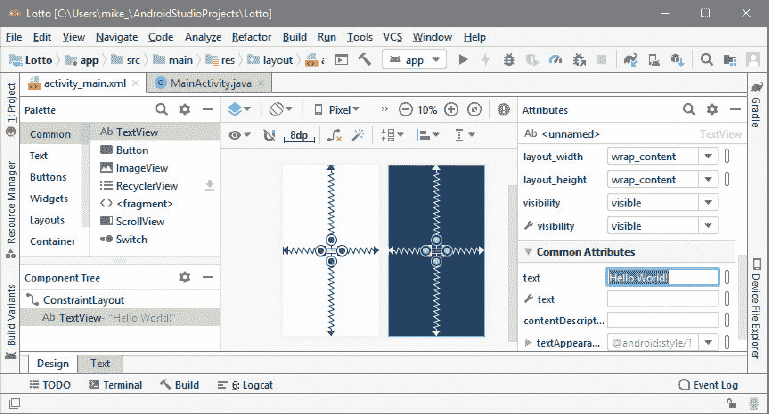 Lotto [C:\Users\mike_\AndroidStudioProjects\Lotto]
File Edit View Navigate Code Analyze Refactor Build Run Tools VCS Window Help
Lotto app src main res layout app
activity_main.xml MainActivity.java
Palette
Common
Text
Buttons
Widgets
Layouts
Container
Ab TextView
Button
ImageView
RecyclerView
<fragment>
ScrollView
Switch
Component Tree
ConstraintLayout
Ab TextView- "Hello World!"
Pixel 10%
8dp
Attributes
Ab <unnamed> TextView
layout_width wrap_content
layout_height wrap_content
visibility visible
visibility visible
Common Attributes
text Hello World!
text
contentDescript...
textAppeara... @android:style/T
Design Text
TODO Terminal Build 6: Logcat Event Log
1: Project
Resource Manager
Build Variants
Gradle
Device File Explorer